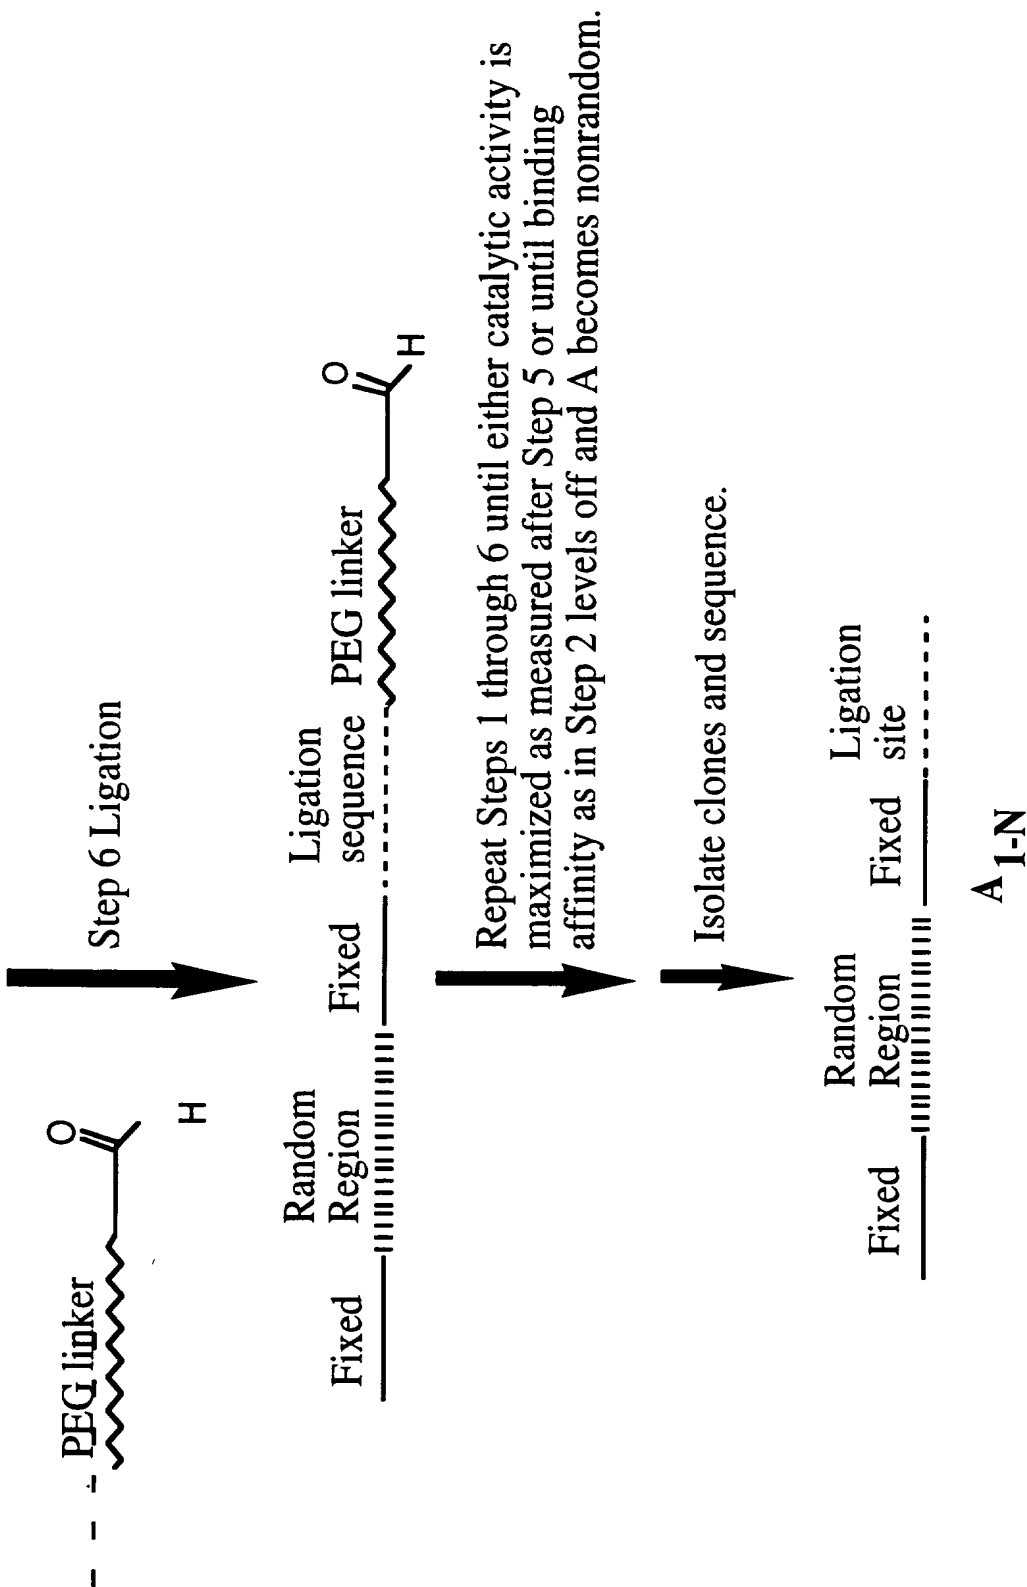 PEG linker
O
H
Step 6 Ligation
Fixed
Random
Region
Fixed
Ligation
sequence
PEG linker
O
H
Repeat Steps 1 through 6 until either catalytic activity is
maximized as measured after Step 5 or until binding
affinity as in Step 2 levels off and A becomes nonrandom.
Isolate clones and sequence.
Fixed
Random
Region
Fixed
Ligation
site
A 1-N